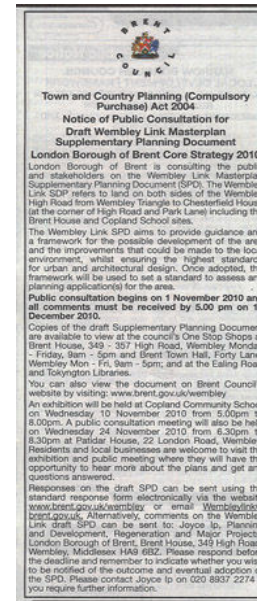 BRENT
COUNCIL
Town and Country Planning (Compulsory
Purchase) Act 2004
Notice of Public Consultation for
Draft Wembley Link Masterplan
Supplementary Planning Document
London Borough of Brent Core Strategy 2010
London Borough of Brent is consulting the publ
and stakeholders on the Wembley Link Masterpla
Supplementary Planning Document (SPD). The Wemble
Link SDP refers to land on both sides of the Wemble
High Road from Wembley Triangle to Chesterfield Hous
(at the corner of High Road and Park Lane) including th
Brent House and Copland School sites.
The Wembley Link SPD aims to provide guidance an
a framework for the possible development of the are
and the improvements that could be made to the loca
environment, whilst ensuring the highest standard
for urban and architectural design. Once adopted, th
framework will be used to set a standard to assess an
planning application(s) for the area.
Public consultation begins on 1 November 2010 an
all comments must be received by 5.00 pm on 1
December 2010.
Copies of the draft Supplementary Planning Documen
are available to view at the council's One Stop Shops i
Brent House, 349 - 357 High Road, Wembley Monda
- Friday, 9am - 5pm and Brent Town Hall, Forty Lane
Wembley Mon - Fri, 9am - 5pm; and at the Ealing Roa
and Tokyngton Libraries.
You can also view the document on Brent Council'
website by visiting: www.brent.gov.uk/wembley
An exhibition will be held at Copland Community Schoo
on Wednesday 10 November 2010 from 5.00pm t
8.00pm. A public consultation meeting will also be hel
on Wednesday 24 November 2010 from 6.30pm t
8.30pm at Patidar House, 22 London Road, Wemble
Residents and local businesses are welcome to visit th
exhibition and public meeting where they will have th
opportunity to hear more about the plans and get an
questions answered.
Responses on the draft SPD can be sent using th
standard response form electronically via the websit
www.brent.gov.uk/wembley or email Wembleylink
brent.gov.uk. Alternatively, comments on the Wemble
Link draft SPD can be sent to: Joyce Ip, Plannin
and Development, Regeneration and Major Project
London Borough of Brent, Brent House, 349 High Roa
Wembley, Middlesex HA9 6BZ. Please respond befor
the deadline and remember to indicate whether you wis
to be notified of the outcome and eventual adoption o
the SPD. Please contact Joyce Ip on 020 8937 2274
you require further information.